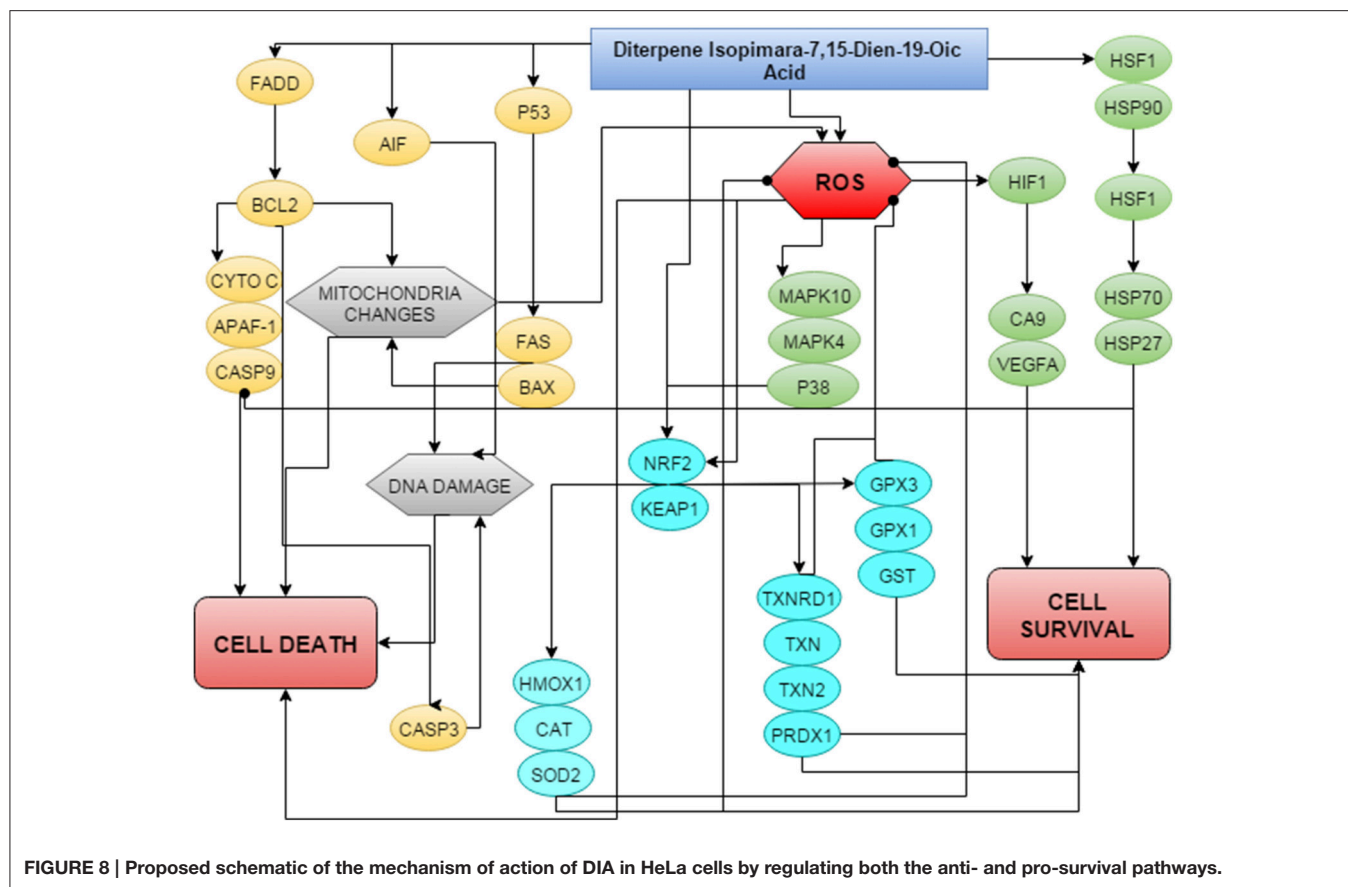 Diterpene Isopimara-7,15-Dien-19-Oic
Acid
FADD
AIF
P53
HSF1
HSP90
ROS
HIF1
HSF1
BCL2
CYTO C
APAF-1
CASP9
MITOCHONDRIA
CHANGES
FAS
BAX
MAPK10
MAPK4
P38
CA9
VEGFA
HSP70
HSP27
DNA DAMAGE
NRF2
KEAP1
GPX3
GPX1
GST
TXNRD1
TXN
TXN2
PRDX1
CELL DEATH
CELL
SURVIVAL
CASP3
HMOX1
CAT
SOD2
FIGURE 8 | Proposed schematic of the mechanism of action of DIA in HeLa cells by regulating both the anti- and pro-survival pathways.